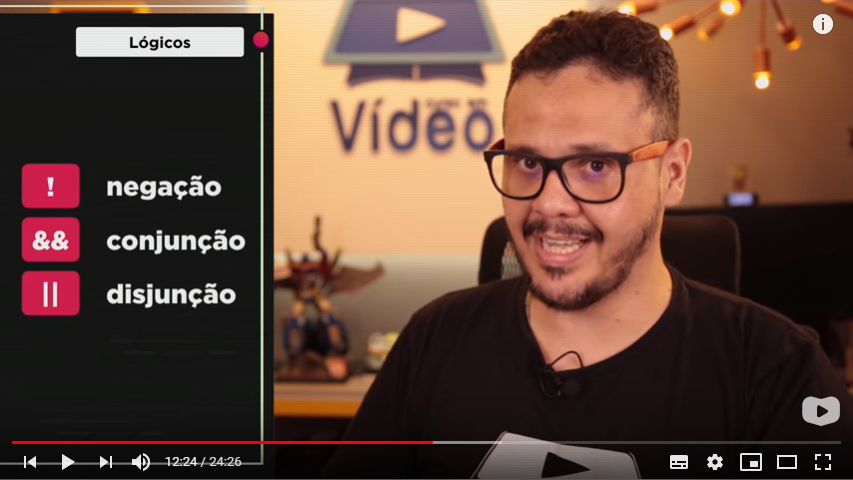 Lógicos
! negação
&& conjunção
|| disjunção
Vídeo
12:24 / 24:26